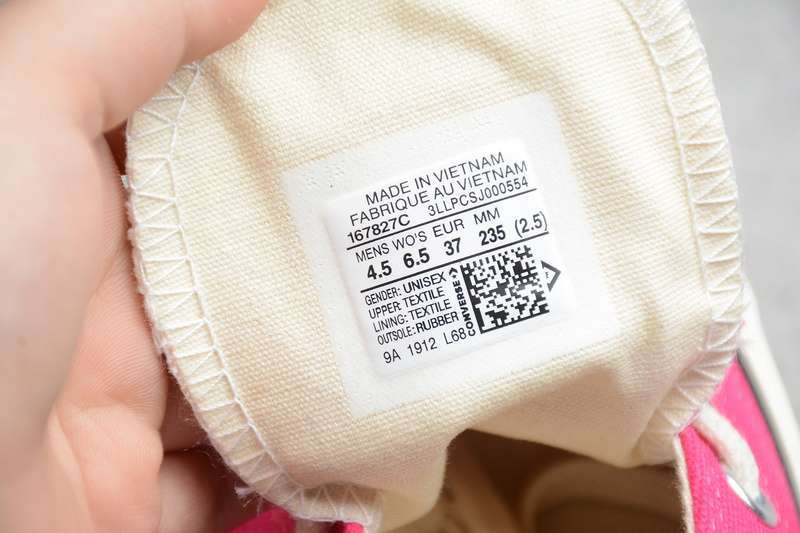 MADE IN VIETNAM
FABRIQUE AU VIETNAM
167827C 3LLPCSJ000554
MENS WO'S EUR MM
4.5 6.5 37 235 (2.5)
GENDER: UNISEX
UPPER: TEXTILE
LINING: TEXTILE
OUTSOLE: RUBBER
9A 1912 L68
CONVERSE